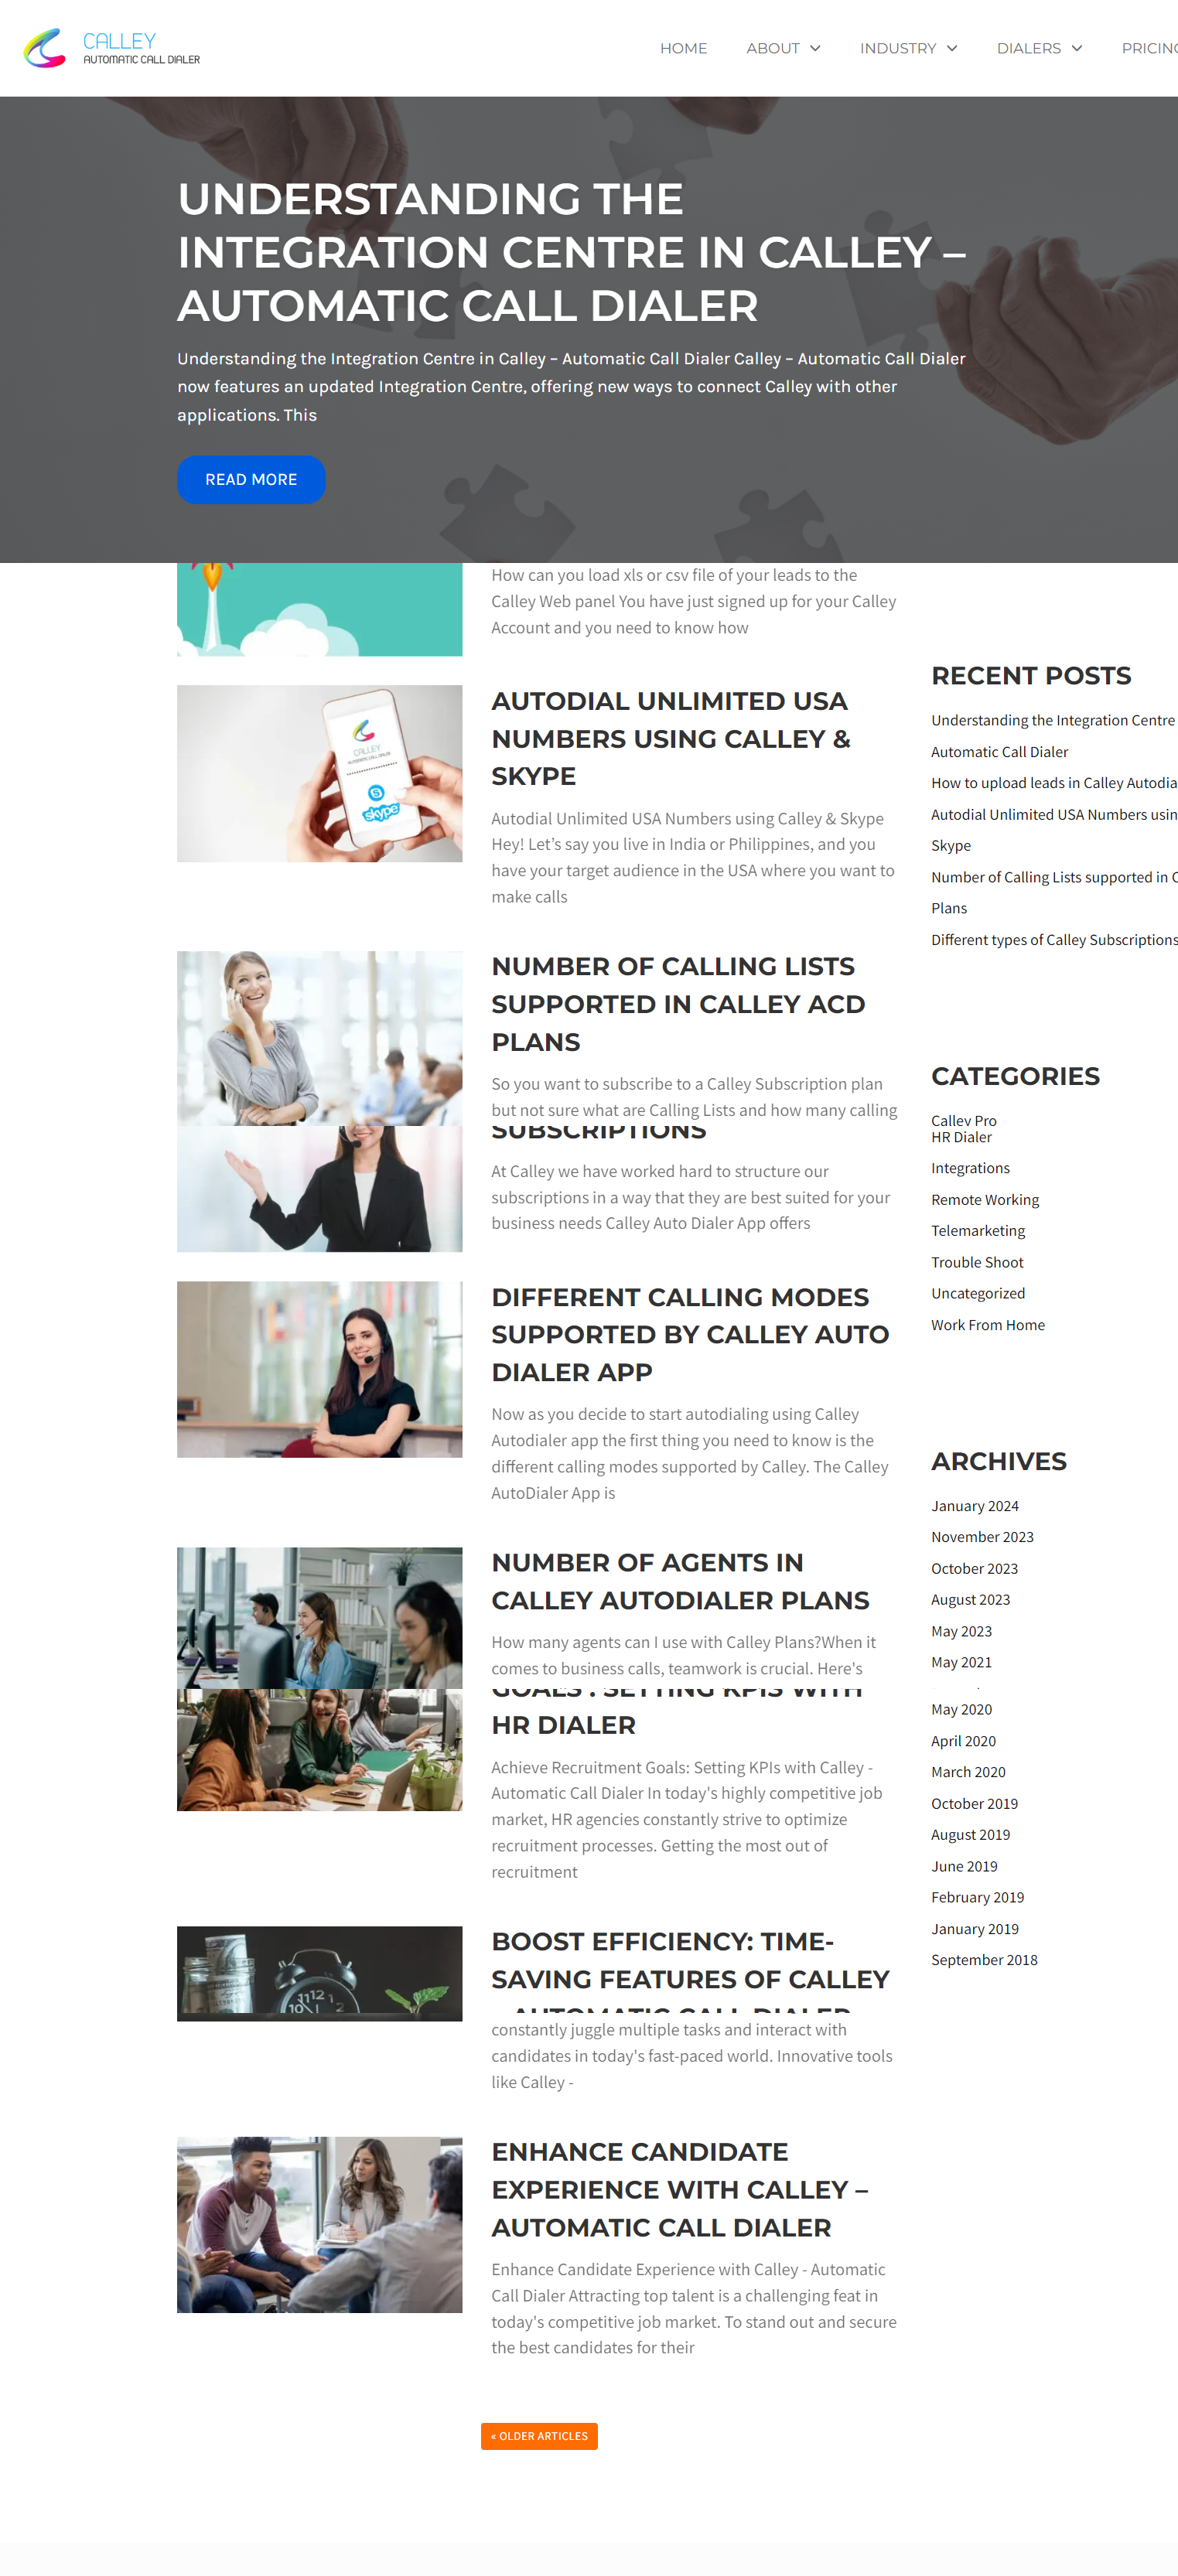 CALLEY
AUTOMATIC CALL DIALER
HOME
ABOUT
INDUSTRY
DIALERS
UNDERSTANDING THE
INTEGRATION CENTRE IN CALLEY –
AUTOMATIC CALL DIALER
Understanding the Integration Centre in Calley – Automatic Call Dialer Calley – Automatic Call Dialer
now features an updated Integration Centre, offering new ways to connect Calley with other
applications. This
READ MORE
How can you load xls or csv file of your leads to the
Calley Web panel You have just signed up for your Calley
Account and you need to know how
CALLEY
AUTOMATIC CALL DIALER
skype
AUTODIAL UNLIMITED USA
NUMBERS USING CALLEY &
SKYPE
Autodial Unlimited USA Numbers using Calley & Skype
Hey! Let’s say you live in India or Philippines, and you
have your target audience in the USA where you want to
make calls
NUMBER OF CALLING LISTS
SUPPORTED IN CALLEY ACD
PLANS
So you want to subscribe to a Calley Subscription plan
but not sure what are Calling Lists and how many calling
SUBSCRIPTIONS
At Calley we have worked hard to structure our
subscriptions in a way that they are best suited for your
business needs Calley Auto Dialer App offers
DIFFERENT CALLING MODES
SUPPORTED BY CALLEY AUTO
DIALER APP
Now as you decide to start autodialing using Calley
Autodialer app the first thing you need to know is the
different calling modes supported by Calley. The Calley
AutoDialer App is
NUMBER OF AGENTS IN
CALLEY AUTODIALER PLANS
How many agents can I use with Calley Plans?When it
comes to business calls, teamwork is crucial. Here's
GOALS : SETTING KPIS WITH
HR DIALER
Achieve Recruitment Goals: Setting KPIs with Calley -
Automatic Call Dialer In today's highly competitive job
market, HR agencies constantly strive to optimize
recruitment processes. Getting the most out of
recruitment
BOOST EFFICIENCY: TIME-
SAVING FEATURES OF CALLEY
– AUTOMATIC CALL DIALER
constantly juggle multiple tasks and interact with
candidates in today's fast-paced world. Innovative tools
like Calley -
ENHANCE CANDIDATE
EXPERIENCE WITH CALLEY –
AUTOMATIC CALL DIALER
Enhance Candidate Experience with Calley - Automatic
Call Dialer Attracting top talent is a challenging feat in
today's competitive job market. To stand out and secure
the best candidates for their
« OLDER ARTICLES
RECENT POSTS
Understanding the Integration Centre
Automatic Call Dialer
How to upload leads in Calley
Autodial Unlimited USA Numbers
Skype
Number of Calling Lists supported in
Plans
Different types of Calley Subscriptions
CATEGORIES
Calley Pro
HR Dialer
Integrations
Remote Working
Telemarketing
Trouble Shoot
Uncategorized
Work From Home
ARCHIVES
January 2024
November 2023
October 2023
August 2023
May 2023
May 2021
May 2020
April 2020
March 2020
October 2019
August 2019
June 2019
February 2019
January 2019
September 2018